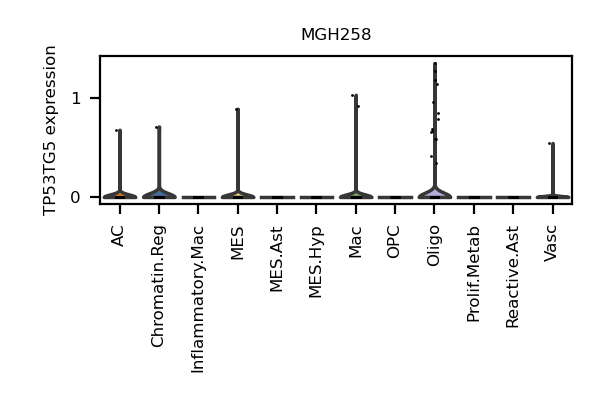 MGH258
TP53TG5 expression
1
0
AC
Chromatin.Reg
Inflammatory.Mac
MES
MES.Ast
MES.Hyp
Mac
OPC
Oligo
Prolif.Metab
Reactive.Ast
Vasc